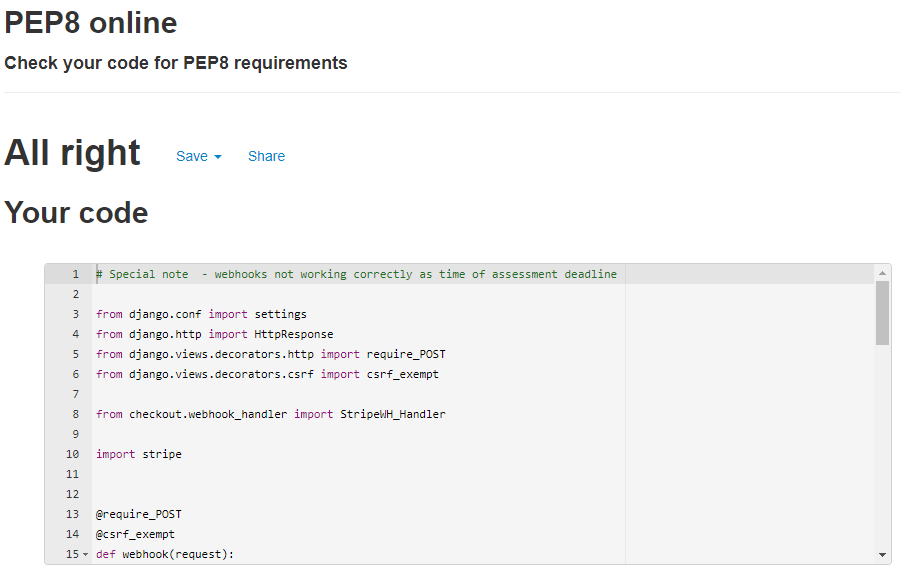 PEP8 online
Check your code for PEP8 requirements
All right Save Share
Your code
1 # Special note  - webhooks not working correctly as time of assessment deadline
2
3 from django.conf import settings
4 from django.http import HttpResponse
5 from django.views.decorators.http import require_POST
6 from django.views.decorators.csrf import csrf_exempt
7
8 from checkout.webhook_handler import StripeWH_Handler
9
10 import stripe
11
12
13 @require_POST
14 @csrf_exempt
15 def webhook(request):